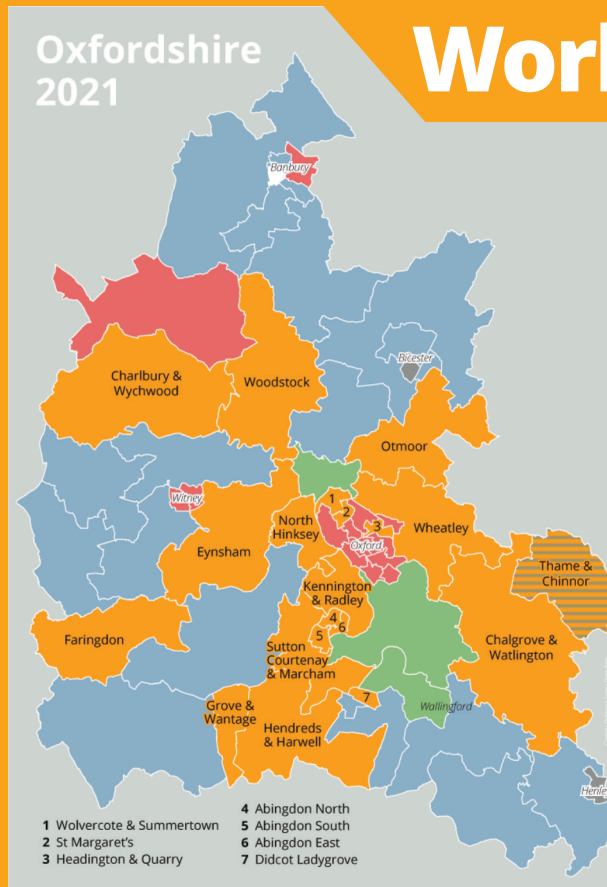 Oxfordshire
2021
Banbury
Charlbury &
Wychwood
Woodstock
Bicester
Otmoor
Witney
1
2
3
North
Hinksey
Wheatley
Eynsham
Oxford
Thame &
Chinnor
Kennington
& Radley
4
6
5
Faringdon
Sutton
Courtenay
& Marcham
Chalgrove &
Watlington
7
Grove &
Wantage
Wallingford
Hendreds
& Harwell
1 Wolvercote & Summertown
2 St Margaret's
3 Headington & Quarry
4 Abingdon North
5 Abingdon South
6 Abingdon East
7 Didcot Ladygrove